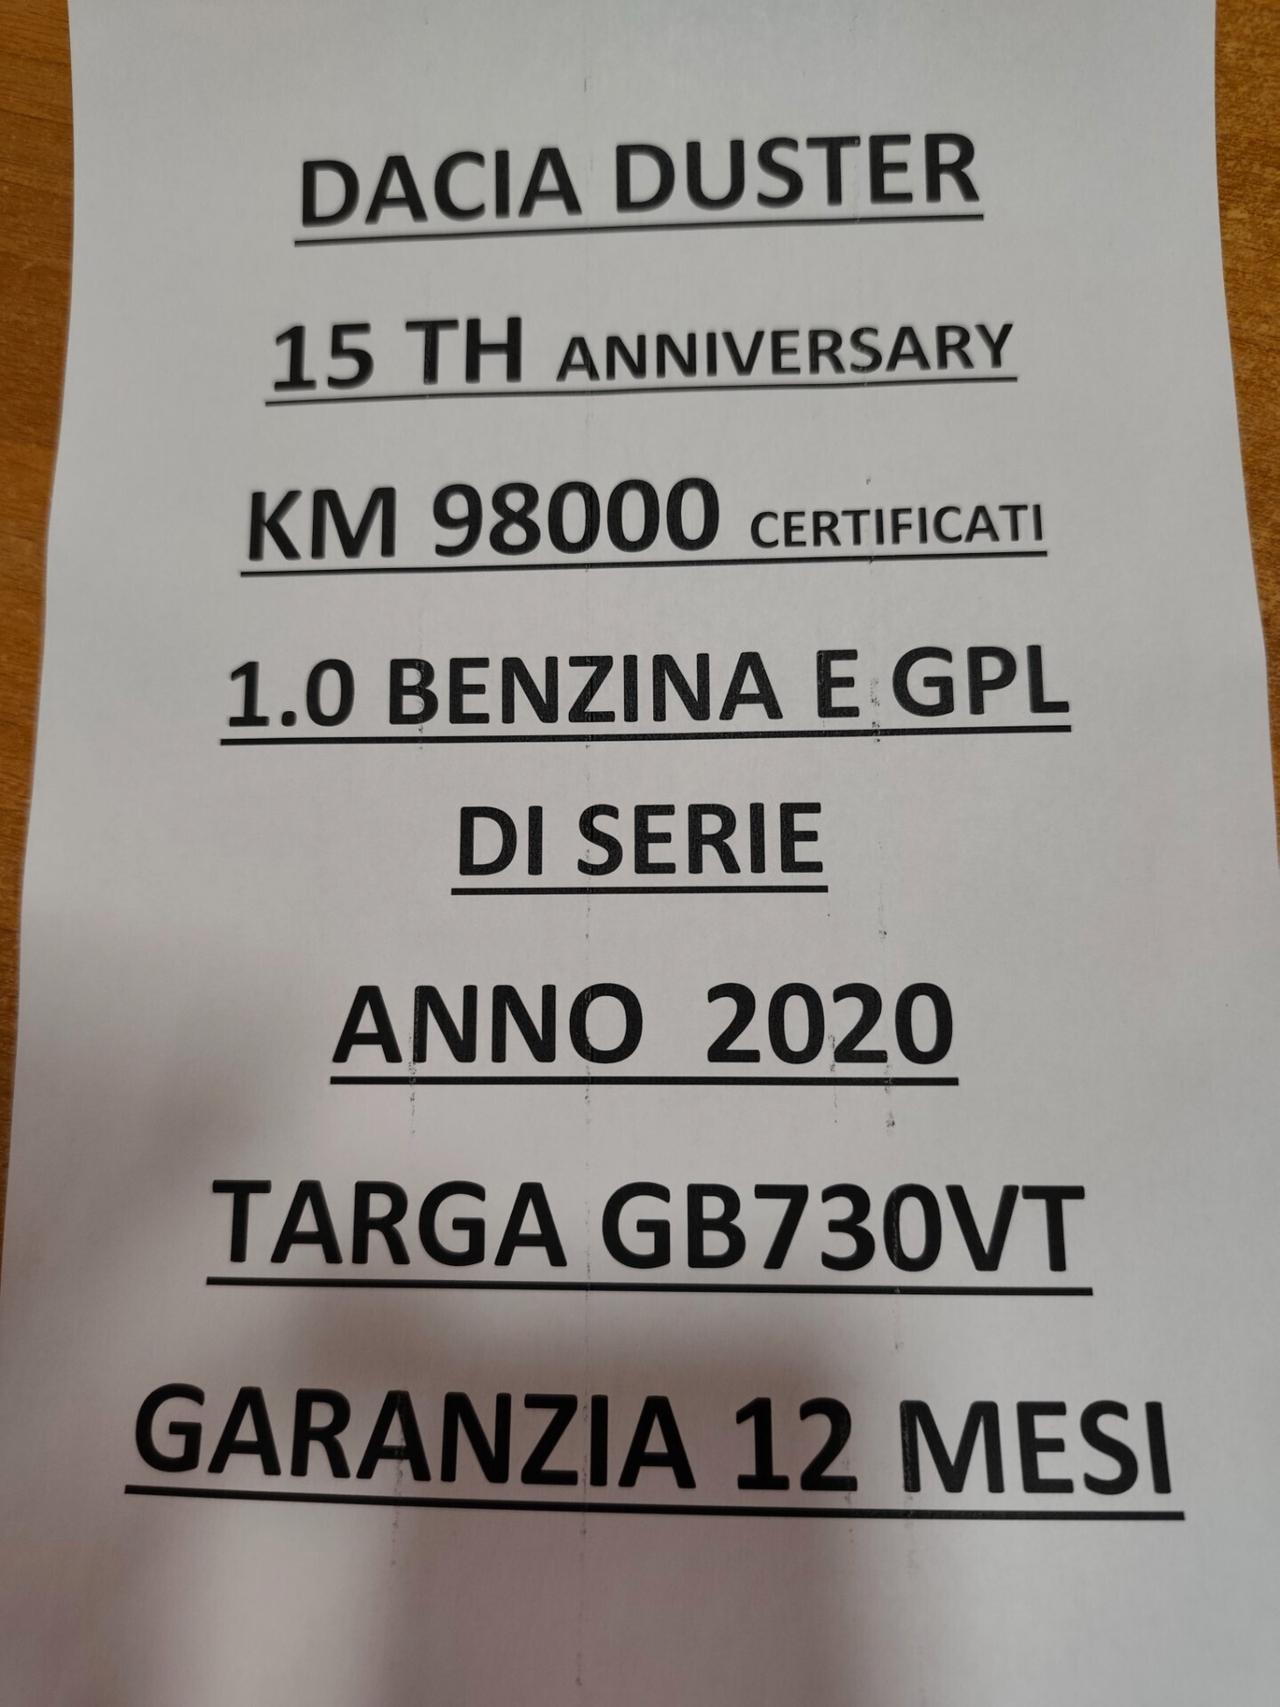 DACIA DUSTER
15 TH ANNIVERSARY
KM 98000 CERTIFICATI
1.0 BENZINA E GPL
DI SERIE
ANNO 2020
TARGA GB730VT
GARANZIA 12 MESI